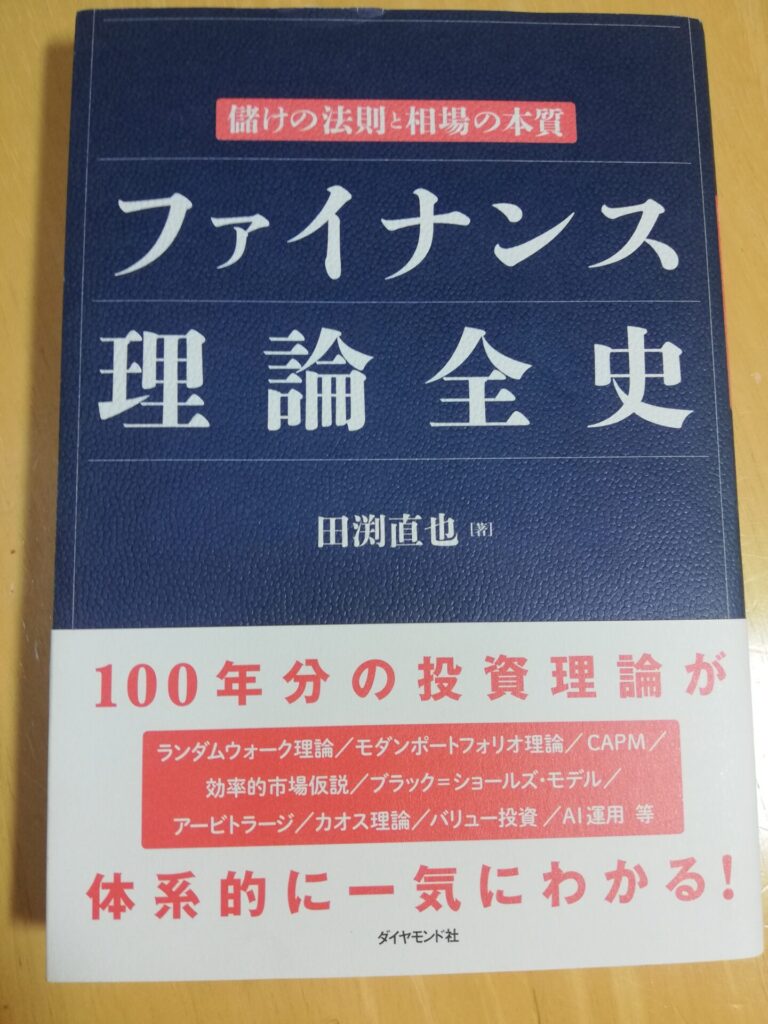 儲けの法則と相場の本質
ファイナンス
理論全史
田渕直也[著]
100年分の投資理論が
ランダムウォーク理論／モダンポートフォリオ理論／CAPM／
効率的市場仮説／ブラック＝ショールズ・モデル／
アービトラージ／カオス理論／バリュー投資／AI運用 等
体系的に一気にわかる!
ダイヤモンド社